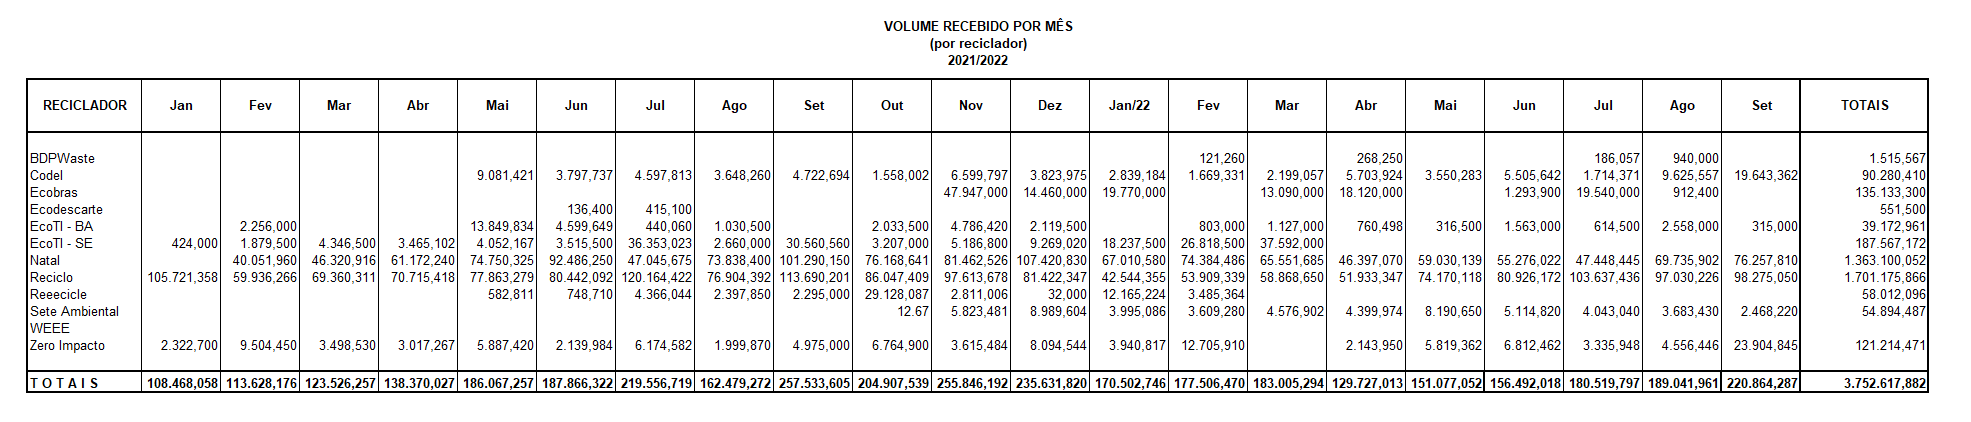 VOLUME RECEBIDO POR MÊS
(por reciclador)
2021/2022
RECICLADOR Jan Fev Mar Abr Mai Jun Jul Ago Set Out Nov Dez Jan/22 Fev Mar Abr Mai Jun Jul Ago Set TOTAIS
BDPWaste 121,260 268,250 186,057 940,000 1.515,567
Codel 9.081,421 3.797,737 4.597,813 3.648,260 4.722,694 1.558,002 6.599,797 3.823,975 2.839,184 1.669,331 2.199,057 5.703,924 3.550,283 5.505,642 1.714,371 9.625,557 19.643,362 90.280,410
Ecobras 47.947,000 14.460,000 19.770,000 13.090,000 18.120,000 1.293,900 19.540,000 912,400 135.133,300
Ecodescarte 136,400 415,100 551,500
EcoTI - BA 2.256,000 13.849,834 4.599,649 440,060 1.030,500 2.033,500 4.786,420 2.119,500 803,000 1.127,000 760,498 316,500 1.563,000 614,500 2.558,000 315,000 39.172,961
EcoTI - SE 424,000 1.879,500 4.346,500 3.465,102 4.052,167 3.515,500 36.353,023 2.660,000 30.560,560 3.207,000 5.186,800 9.269,020 18.237,500 26.818,500 37.592,000 187.567,172
Natal 40.051,960 46.320,916 61.172,240 74.750,325 92.486,250 47.045,675 73.838,400 101.290,150 76.168,641 81.462,526 107.420,830 67.010,580 74.384,486 65.551,685 46.397,070 59.030,139 55.276,022 47.448,445 69.735,902 76.257,810 1.363.100,052
Reciclo 105.721,358 59.936,266 69.360,311 70.715,418 77.863,279 80.442,092 120.164,422 76.904,392 113.690,201 86.047,409 97.613,678 81.422,347 42.544,355 53.909,339 58.868,650 51.933,347 74.170,118 80.926,172 103.637,436 97.030,226 98.275,050 1.701.175,866
Reeecicle 582,811 748,710 4.366,044 2.397,850 2.295,000 29.128,087 2.811,006 32,000 12.165,224 3.485,364 58.012,096
Sete Ambiental 12.67 5.823,481 8.989,604 3.995,086 3.609,280 4.576,902 4.399,974 8.190,650 5.114,820 4.043,040 3.683,430 2.468,220 54.894,487
WEEE
Zero Impacto 2.322,700 9.504,450 3.498,530 3.017,267 5.887,420 2.139,984 6.174,582 1.999,870 4.975,000 6.764,900 3.615,484 8.094,544 3.940,817 12.705,910 2.143,950 5.819,362 6.812,462 3.335,948 4.556,446 23.904,845 121.214,471
T O T A I S 108.468,058 113.628,176 123.526,257 138.370,027 186.067,257 187.866,322 219.556,719 162.479,272 257.533,605 204.907,539 255.846,192 235.631,820 170.502,746 177.506,470 183.005,294 129.727,013 151.077,052 156.492,018 180.519,797 189.041,961 220.864,287 3.752.617,882